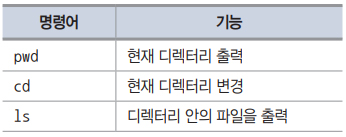 명령어 기능
pwd 현재 디렉터리 출력
cd 현재 디렉터리 변경
ls 디렉터리 안의 파일을 출력